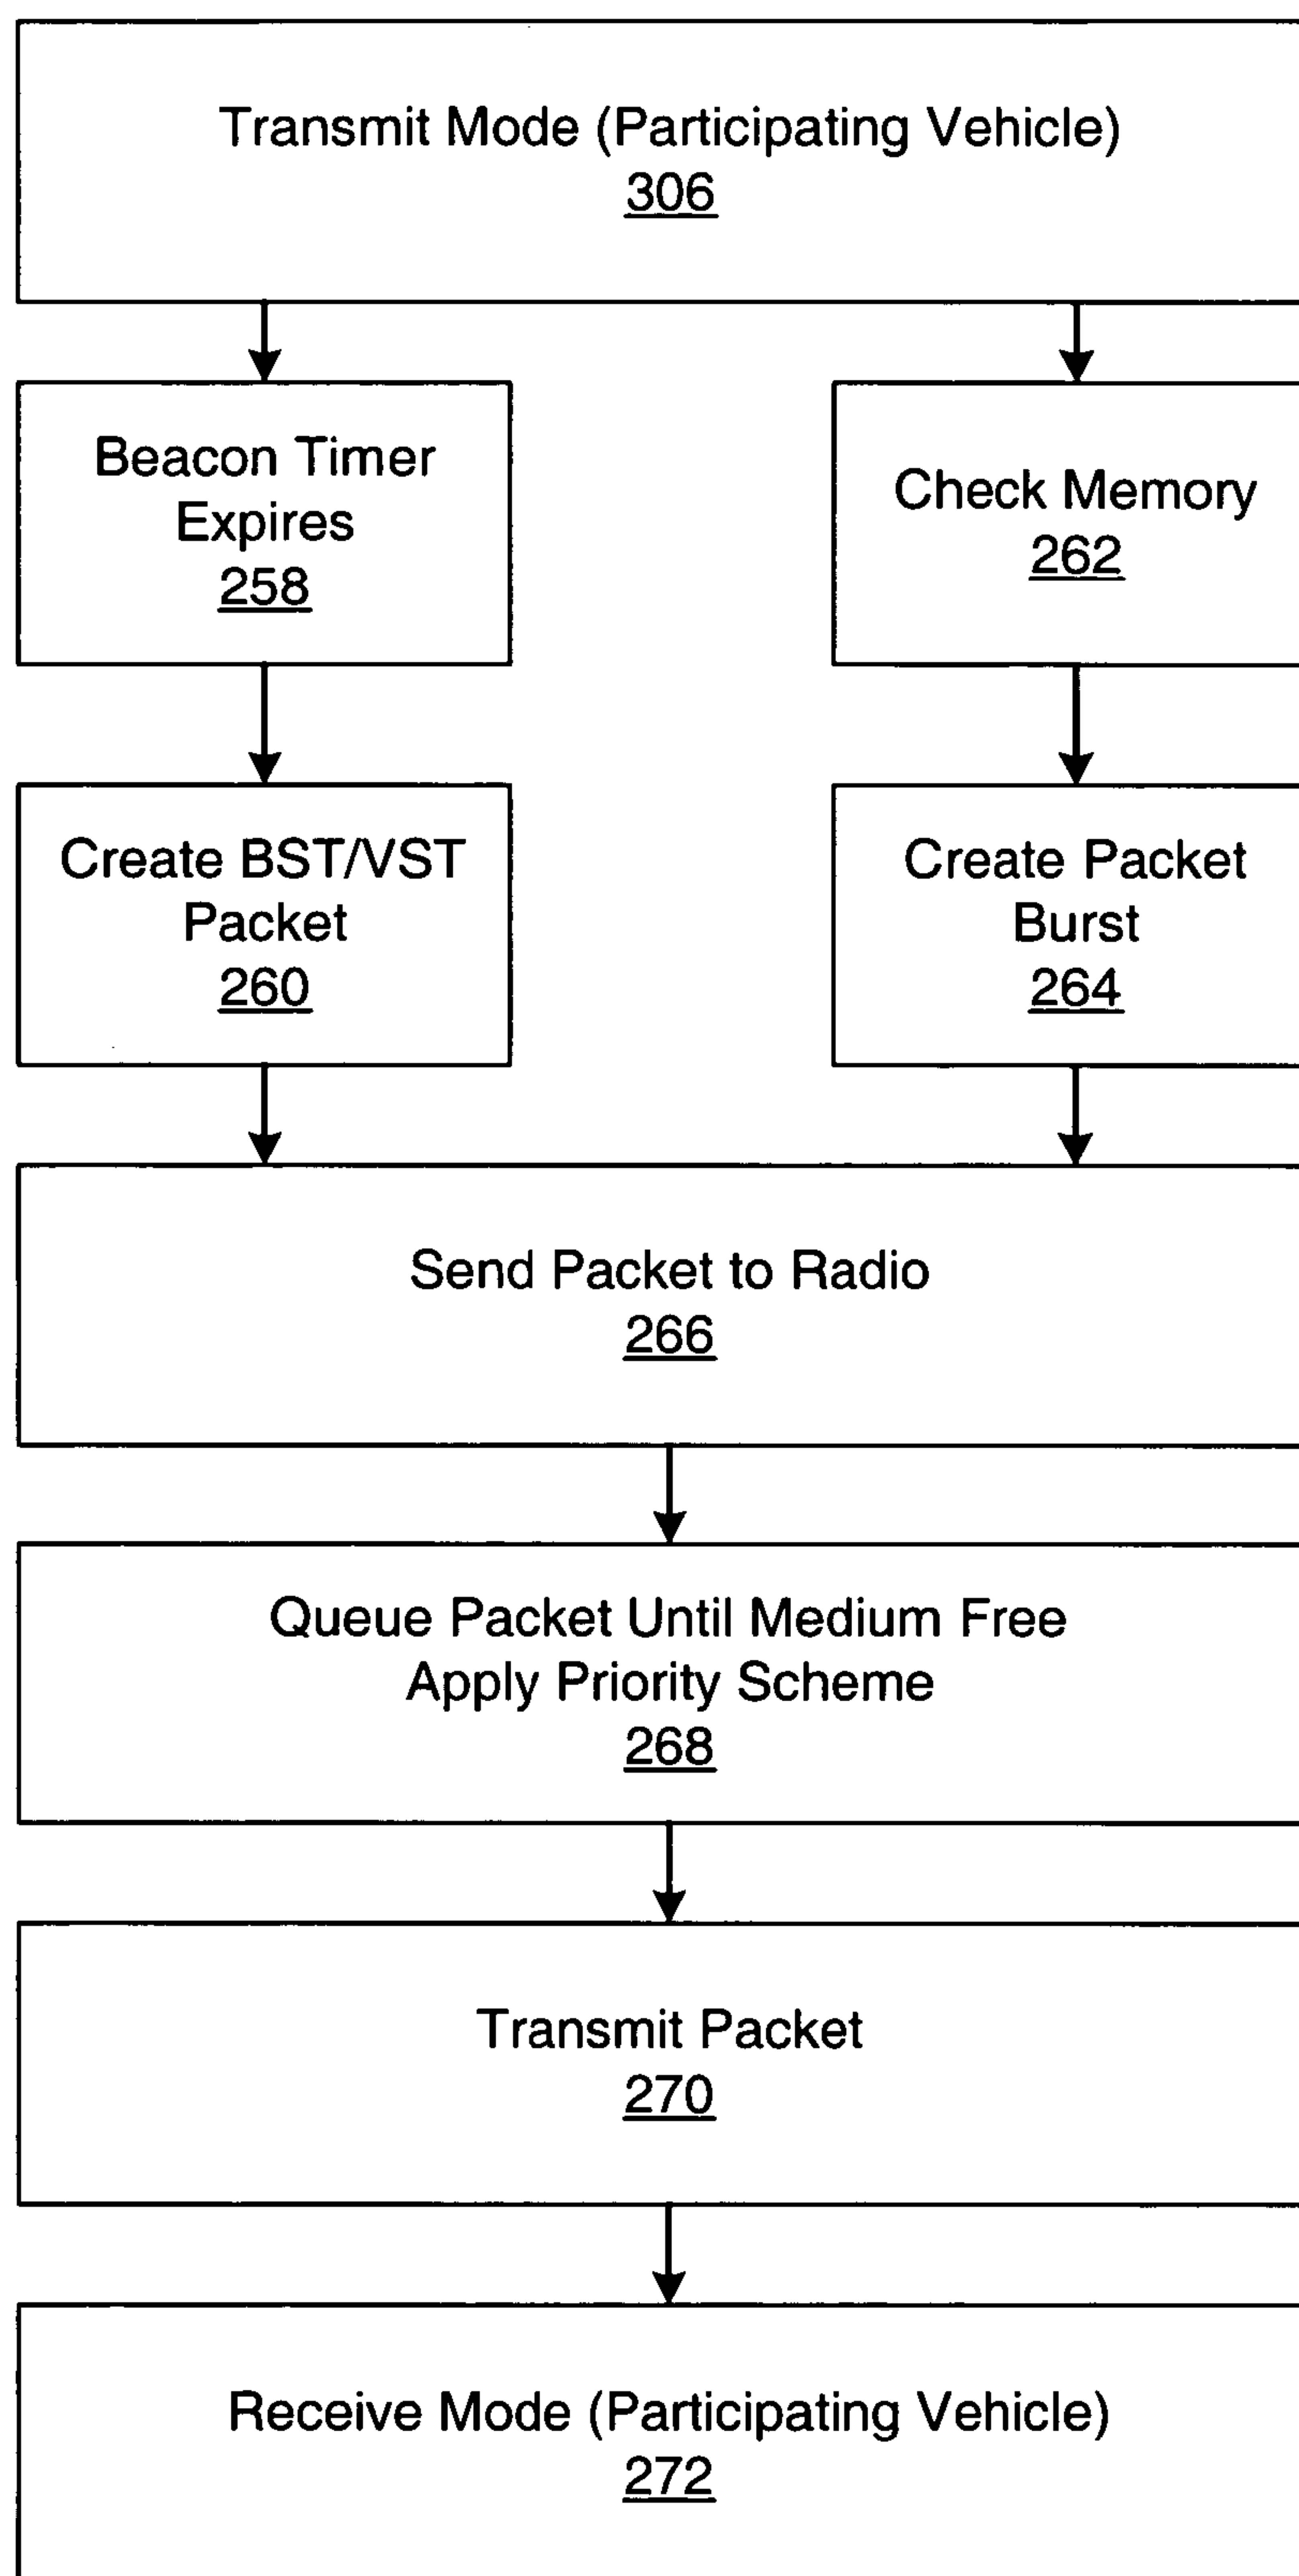 Transmit Mode (Participating Vehicle)
306
Beacon Timer
Expires
258
Check Memory
262
Create BST/VST
Packet
260
Create Packet
Burst
264
Send Packet to Radio
266
Queue Packet Until Medium Free
Apply Priority Scheme
268
Transmit Packet
270
Receive Mode (Participating Vehicle)
272